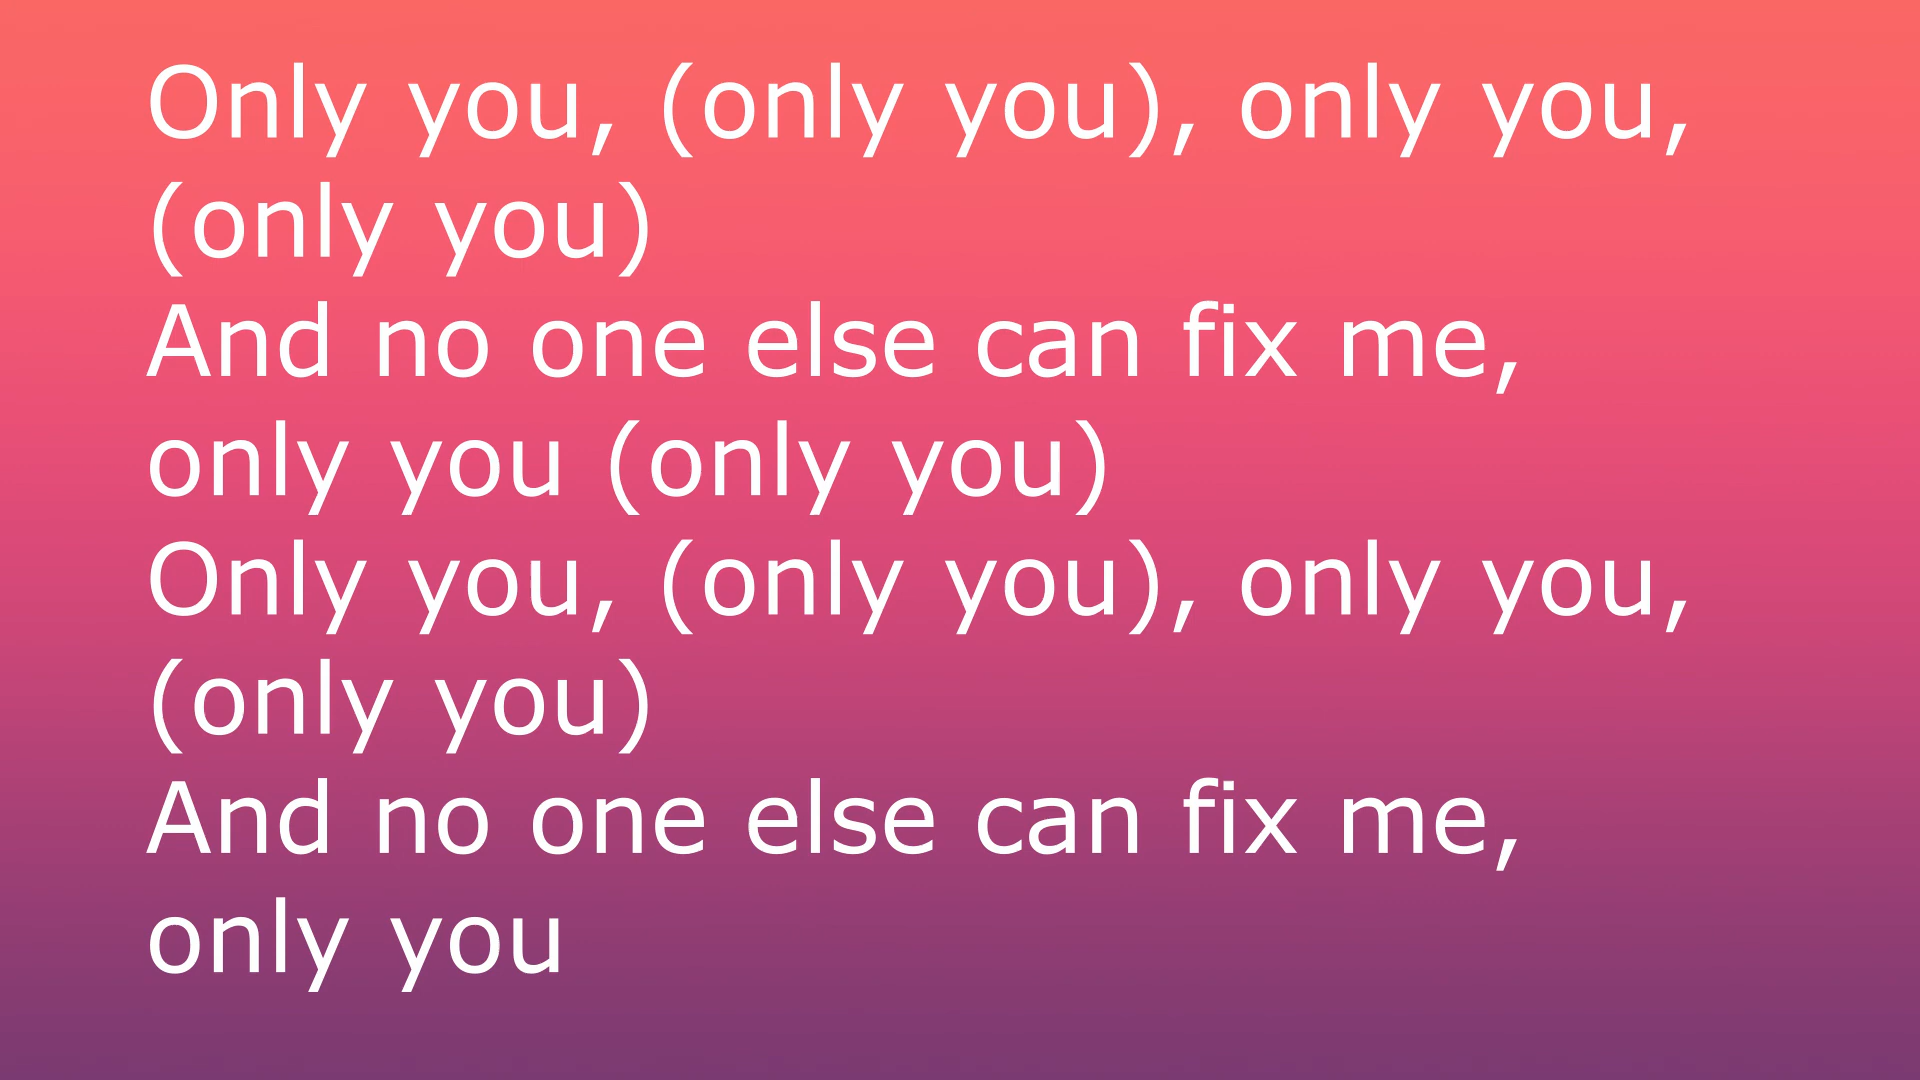 Only you, (only you), only you,
(only you)
And no one else can fix me,
only you (only you)
Only you, (only you), only you,
(only you)
And no one else can fix me,
only you